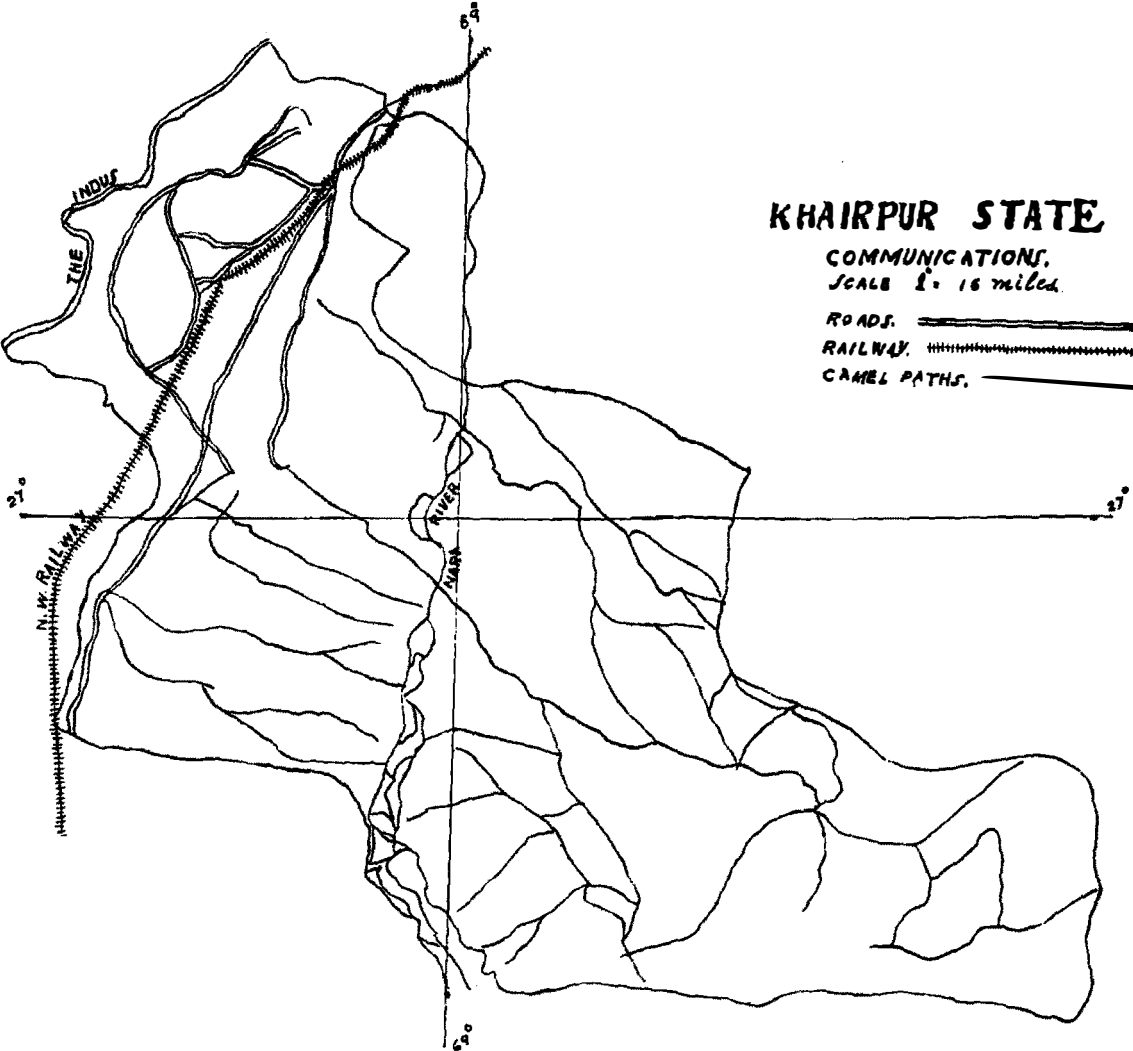 69°
INDUS
THE
KHAIRPUR STATE
COMMUNICATIONS.
SCALE 1"= 16 miles.
ROADS.
RAILWAY.
CAMEL PATHS.
27°
27°
RIVER
NARA
N.W. RAILWAY
69°